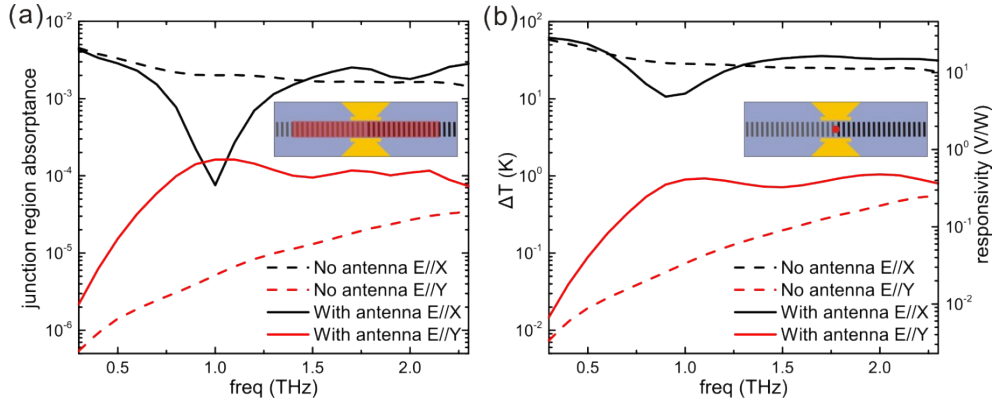 (a)
10^-2
10^-3
10^-4
10^-5
10^-6
junction region absorptance
No antenna E//X
No antenna E//Y
With antenna E//X
With antenna E//Y
0.5 1.0 1.5 2.0
freq (THz)
(b)
10^2
10^1
10^0
10^-1
10^-2
ΔT (K)
No antenna E//X
No antenna E//Y
With antenna E//X
With antenna E//Y
0.5 1.0 1.5 2.0
freq (THz)
10^1
10^0
10^-1
10^-2
responsivity (V/W)